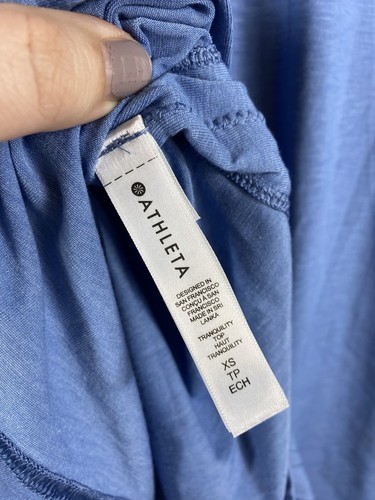 ATHLETA
DESIGNED IN
SAN FRANCISCO
CONÇU À SAN
FRANCISCO
MADE IN SRI
LANKA
TRANQUILITY
TOP
HAUT
TRANQUILITY
XS
TP
ECH